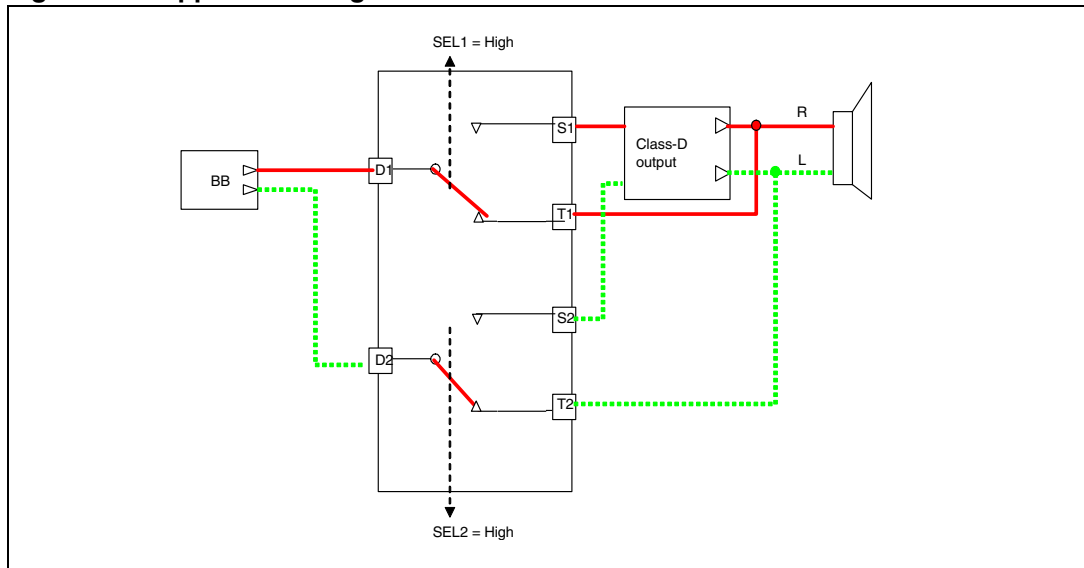 SEL1 = High
S1
R
Class-D
output
L
BB
D1
T1
S2
D2
T2
SEL2 = High